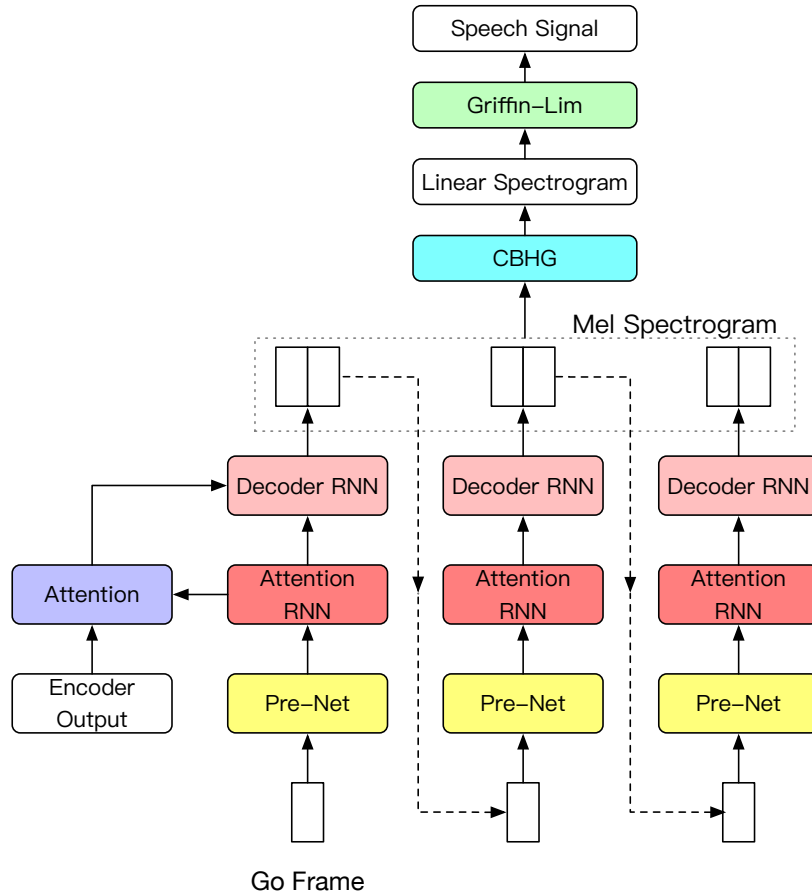 Speech Signal
Griffin-Lim
Linear Spectrogram
CBHG
Mel Spectrogram
Decoder RNN
Decoder RNN
Decoder RNN
Attention
Attention
RNN
Attention
RNN
Attention
RNN
Encoder
Output
Pre-Net
Pre-Net
Pre-Net
Go Frame